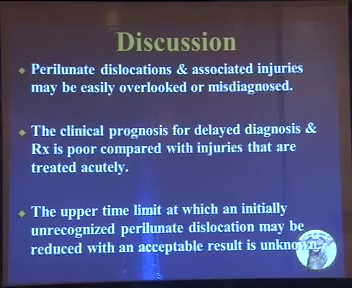 Discussion
Perilunate dislocations & associated injuries
may be easily overlooked or misdiagnosed.
The clinical prognosis for delayed diagnosis &
Rx is poor compared with injuries that are
treated acutely.
The upper time limit at which an initially
unrecognized perilunate dislocation may be
reduced with an acceptable result is unknown.